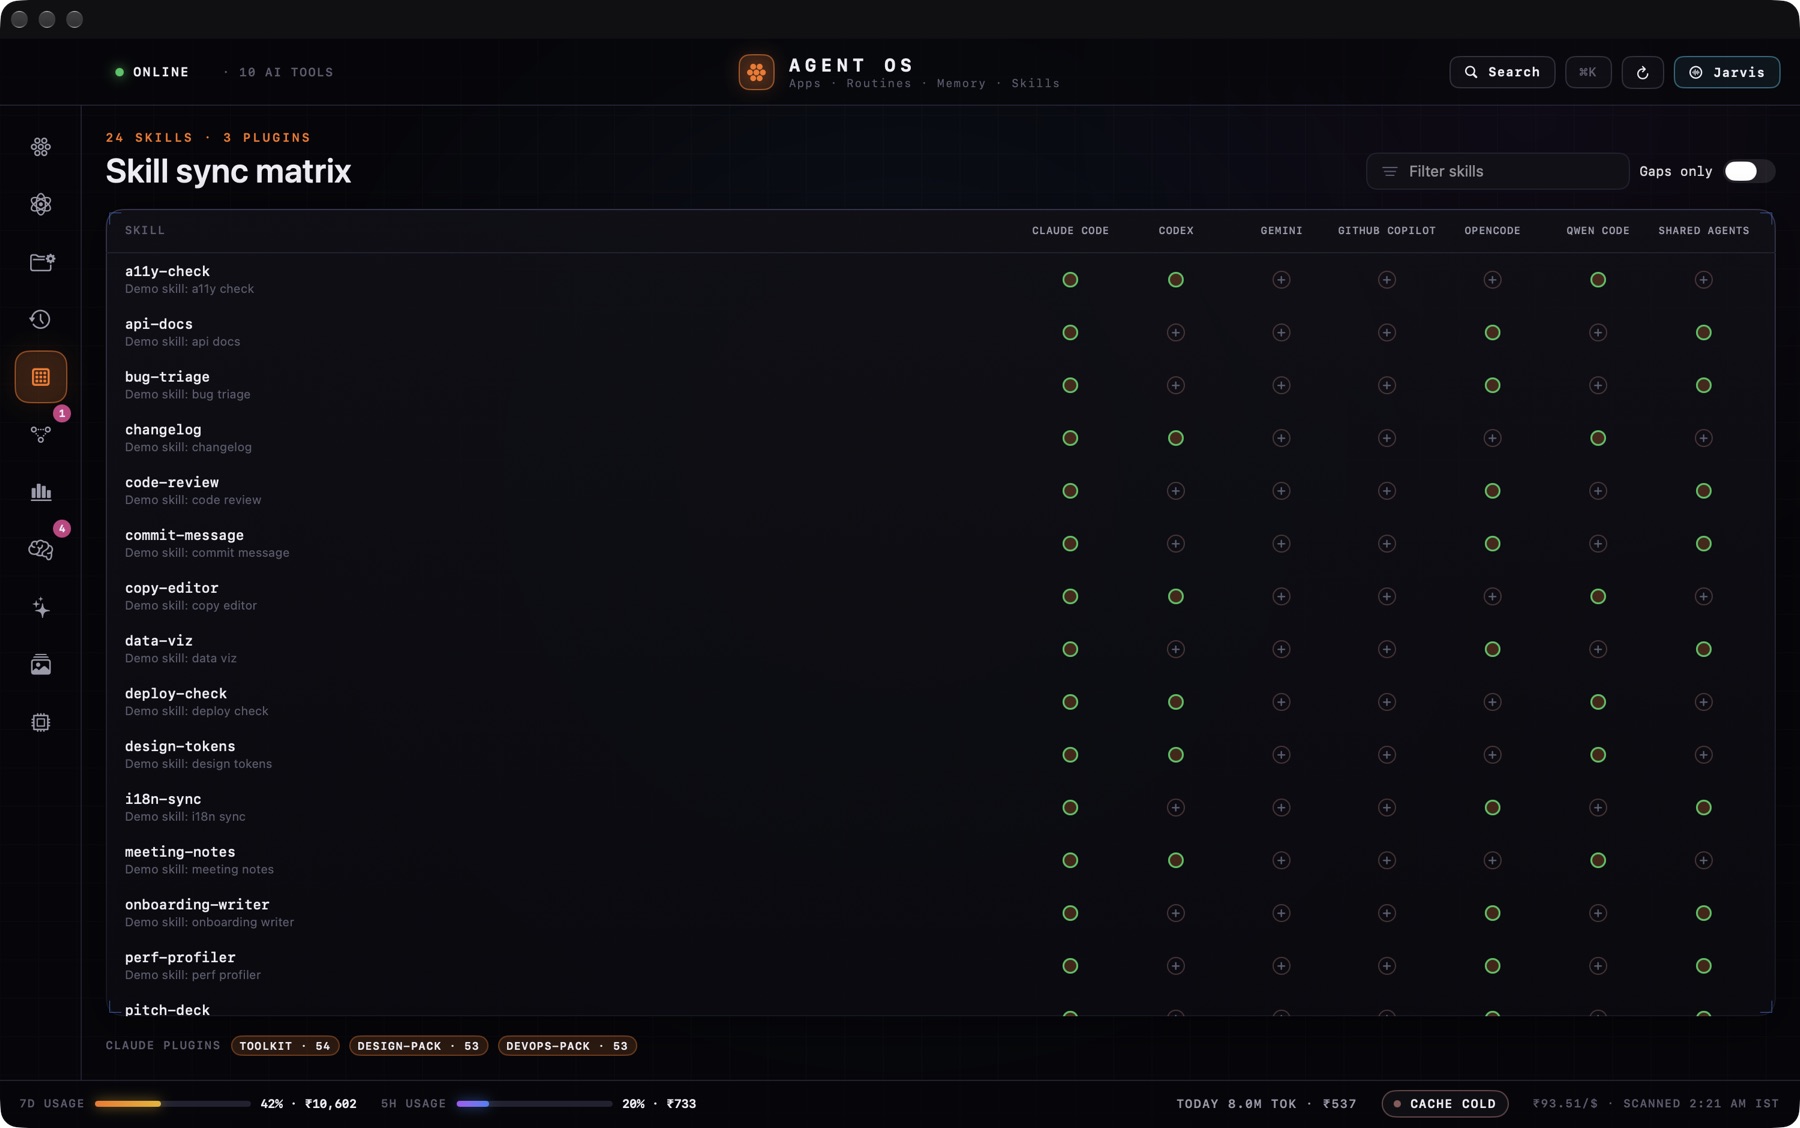 ONLINE · 10 AI TOOLS
AGENT OS
Apps · Routines · Memory · Skills
Search ⌘K Jarvis
24 SKILLS · 3 PLUGINS
Skill sync matrix
Filter skills Gaps only
SKILL CLAUDE CODE CODEX GEMINI GITHUB COPILOT OPENCODE QWEN CODE SHARED AGENTS
a11y-check
Demo skill: a11y check
api-docs
Demo skill: api docs
bug-triage
Demo skill: bug triage
changelog
Demo skill: changelog
code-review
Demo skill: code review
commit-message
Demo skill: commit message
copy-editor
Demo skill: copy editor
data-viz
Demo skill: data viz
deploy-check
Demo skill: deploy check
design-tokens
Demo skill: design tokens
i18n-sync
Demo skill: i18n sync
meeting-notes
Demo skill: meeting notes
onboarding-writer
Demo skill: onboarding writer
perf-profiler
Demo skill: perf profiler
pitch-deck
1
4
CLAUDE PLUGINS TOOLKIT · 54 DESIGN-PACK · 53 DEVOPS-PACK · 53
7D USAGE 42% · ₹10,602 5H USAGE 20% · ₹733 TODAY 8.0M TOK · ₹537 CACHE COLD ₹93.51/$ · SCANNED 2:21 AM IST